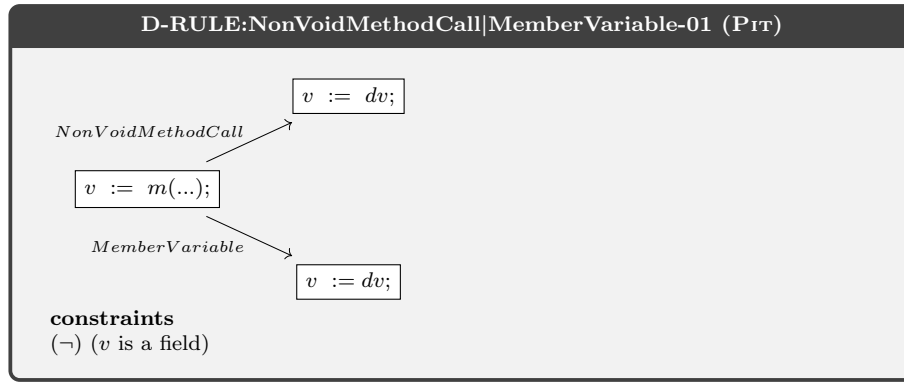 D-RULE:NonVoidMethodCall|MemberVariable-01 (PIT)
v := dv;
NonVoidMethodCall
v := m(...);
MemberVariable
v := dv;
constraints
(¬) (v is a field)